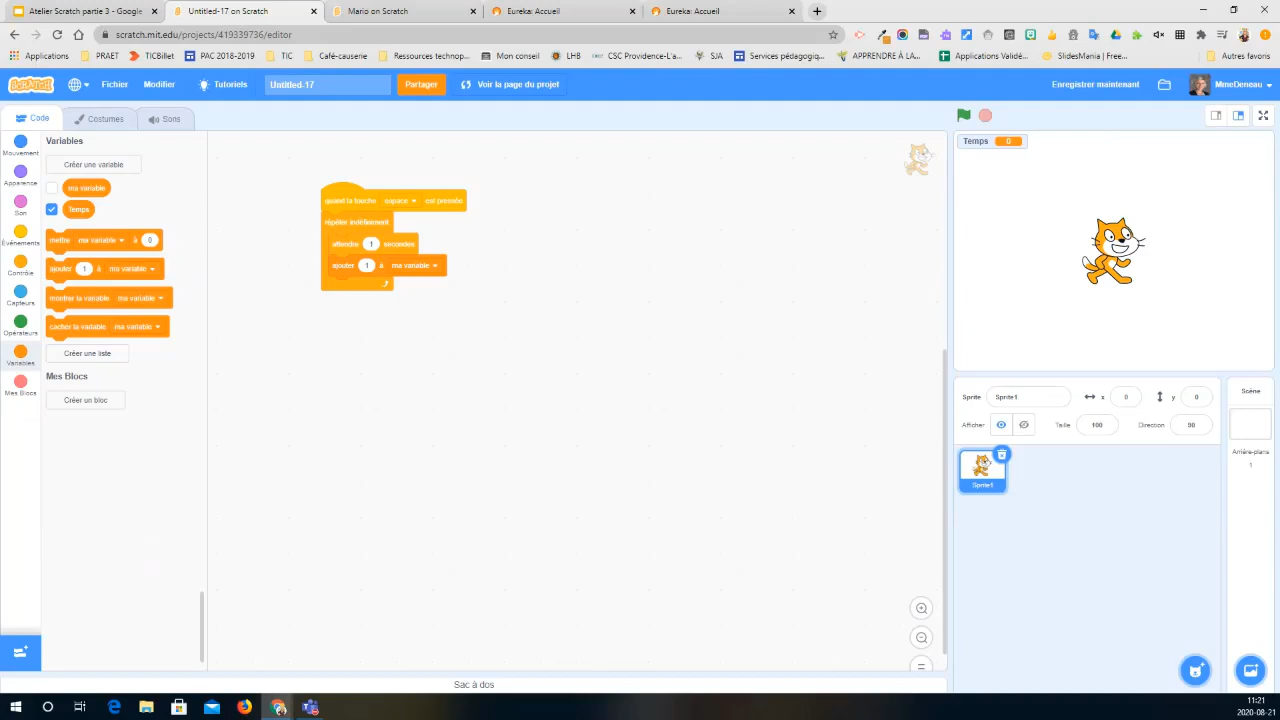 Atelier Scratch partie 3 - Google
Untitled-17 on Scratch
Mario on Scratch
Eureka: Accueil
Eureka: Accueil
scratch.mit.edu/projects/419339736/editor
Applications
PRAET
TICBillet
PAC 2018-2019
TIC
Café-causerie
Ressources technop...
Mon conseil
LHB
CSC Providence-L'a...
SJA
Services pédagogiq...
APPRENDRE À LA...
Applications Validé...
SlidesMania | Free...
Autres favoris
SCRATCH
Fichier
Modifier
Tutoriels
Untitled-17
Partager
Voir la page du projet
Enregistrer maintenant
MmeDeneau
Code
Costumes
Sons
Mouvement
Apparence
Son
Événements
Contrôle
Capteurs
Opérateurs
Variables
Mes Blocs
Variables
Créer une variable
ma variable
Temps
mettre ma variable à 0
ajouter 1 à ma variable
montrer la variable ma variable
cacher la variable ma variable
Créer une liste
Mes Blocs
Créer un bloc
quand la touche espace est pressée
répéter indéfiniment
attendre 1 secondes
ajouter 1 à ma variable
Temps 0
Sprite Sprite1 x 0 y 0
Afficher Taille 100 Direction 90
Sprite1
Scène
Arrière-plans
1
Sac à dos
11:21
2020-08-21